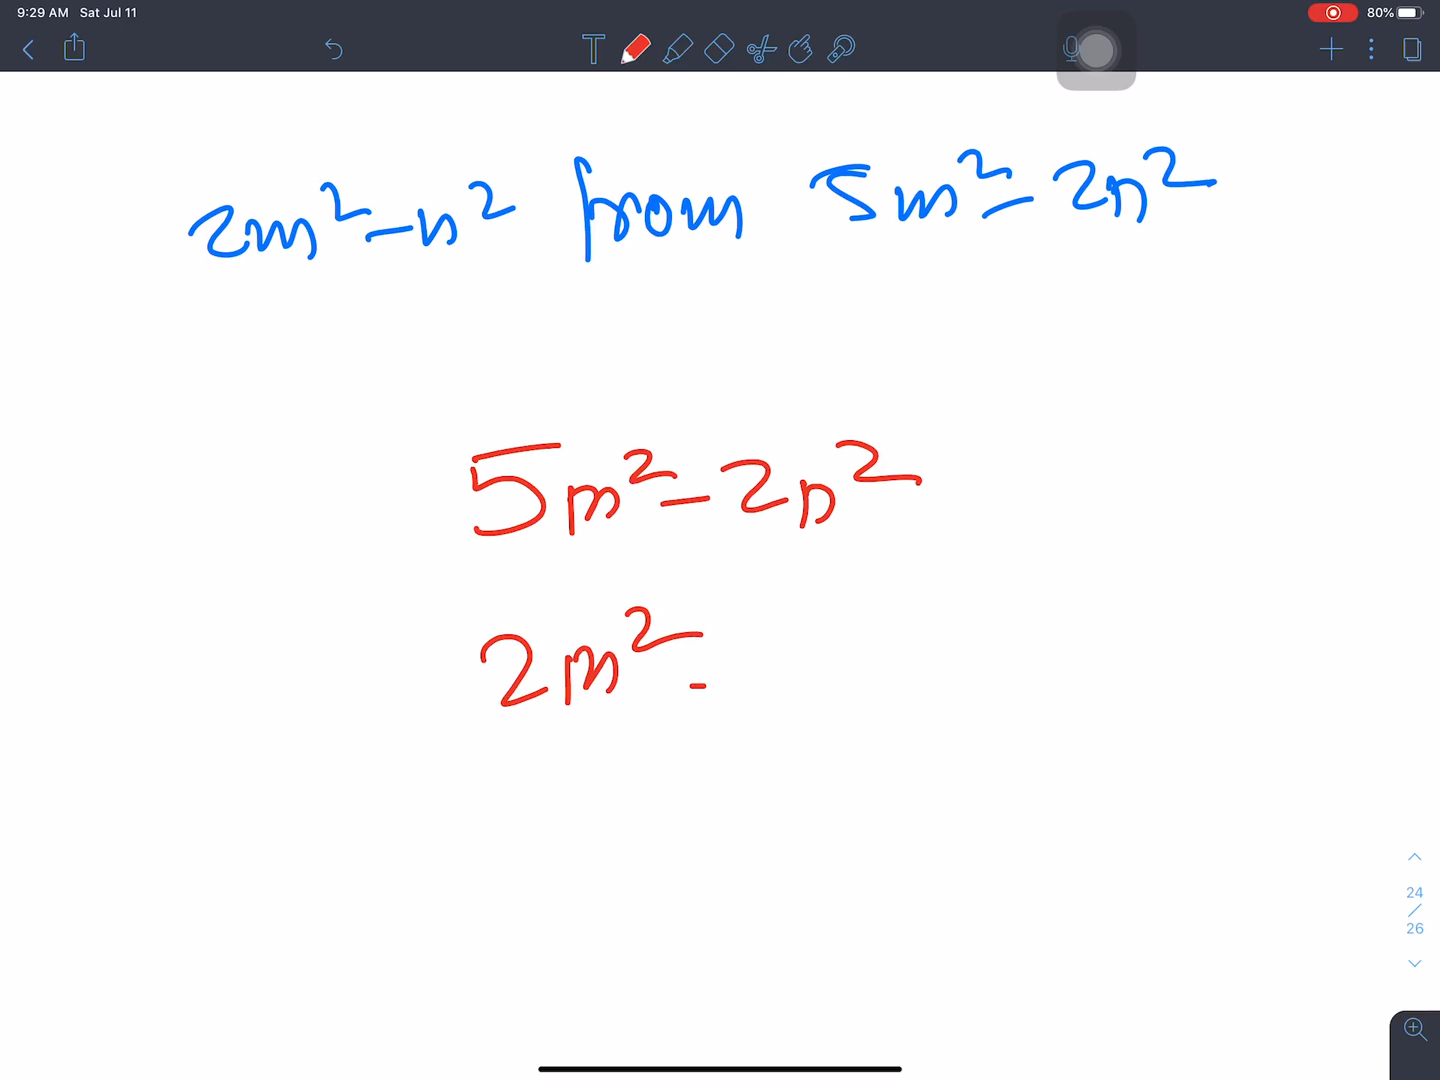 9:29 AM Sat Jul 11
80%
T
2m² - n² from 5m² - 2n²
5m² - 2n²
2m² -
24
/
26